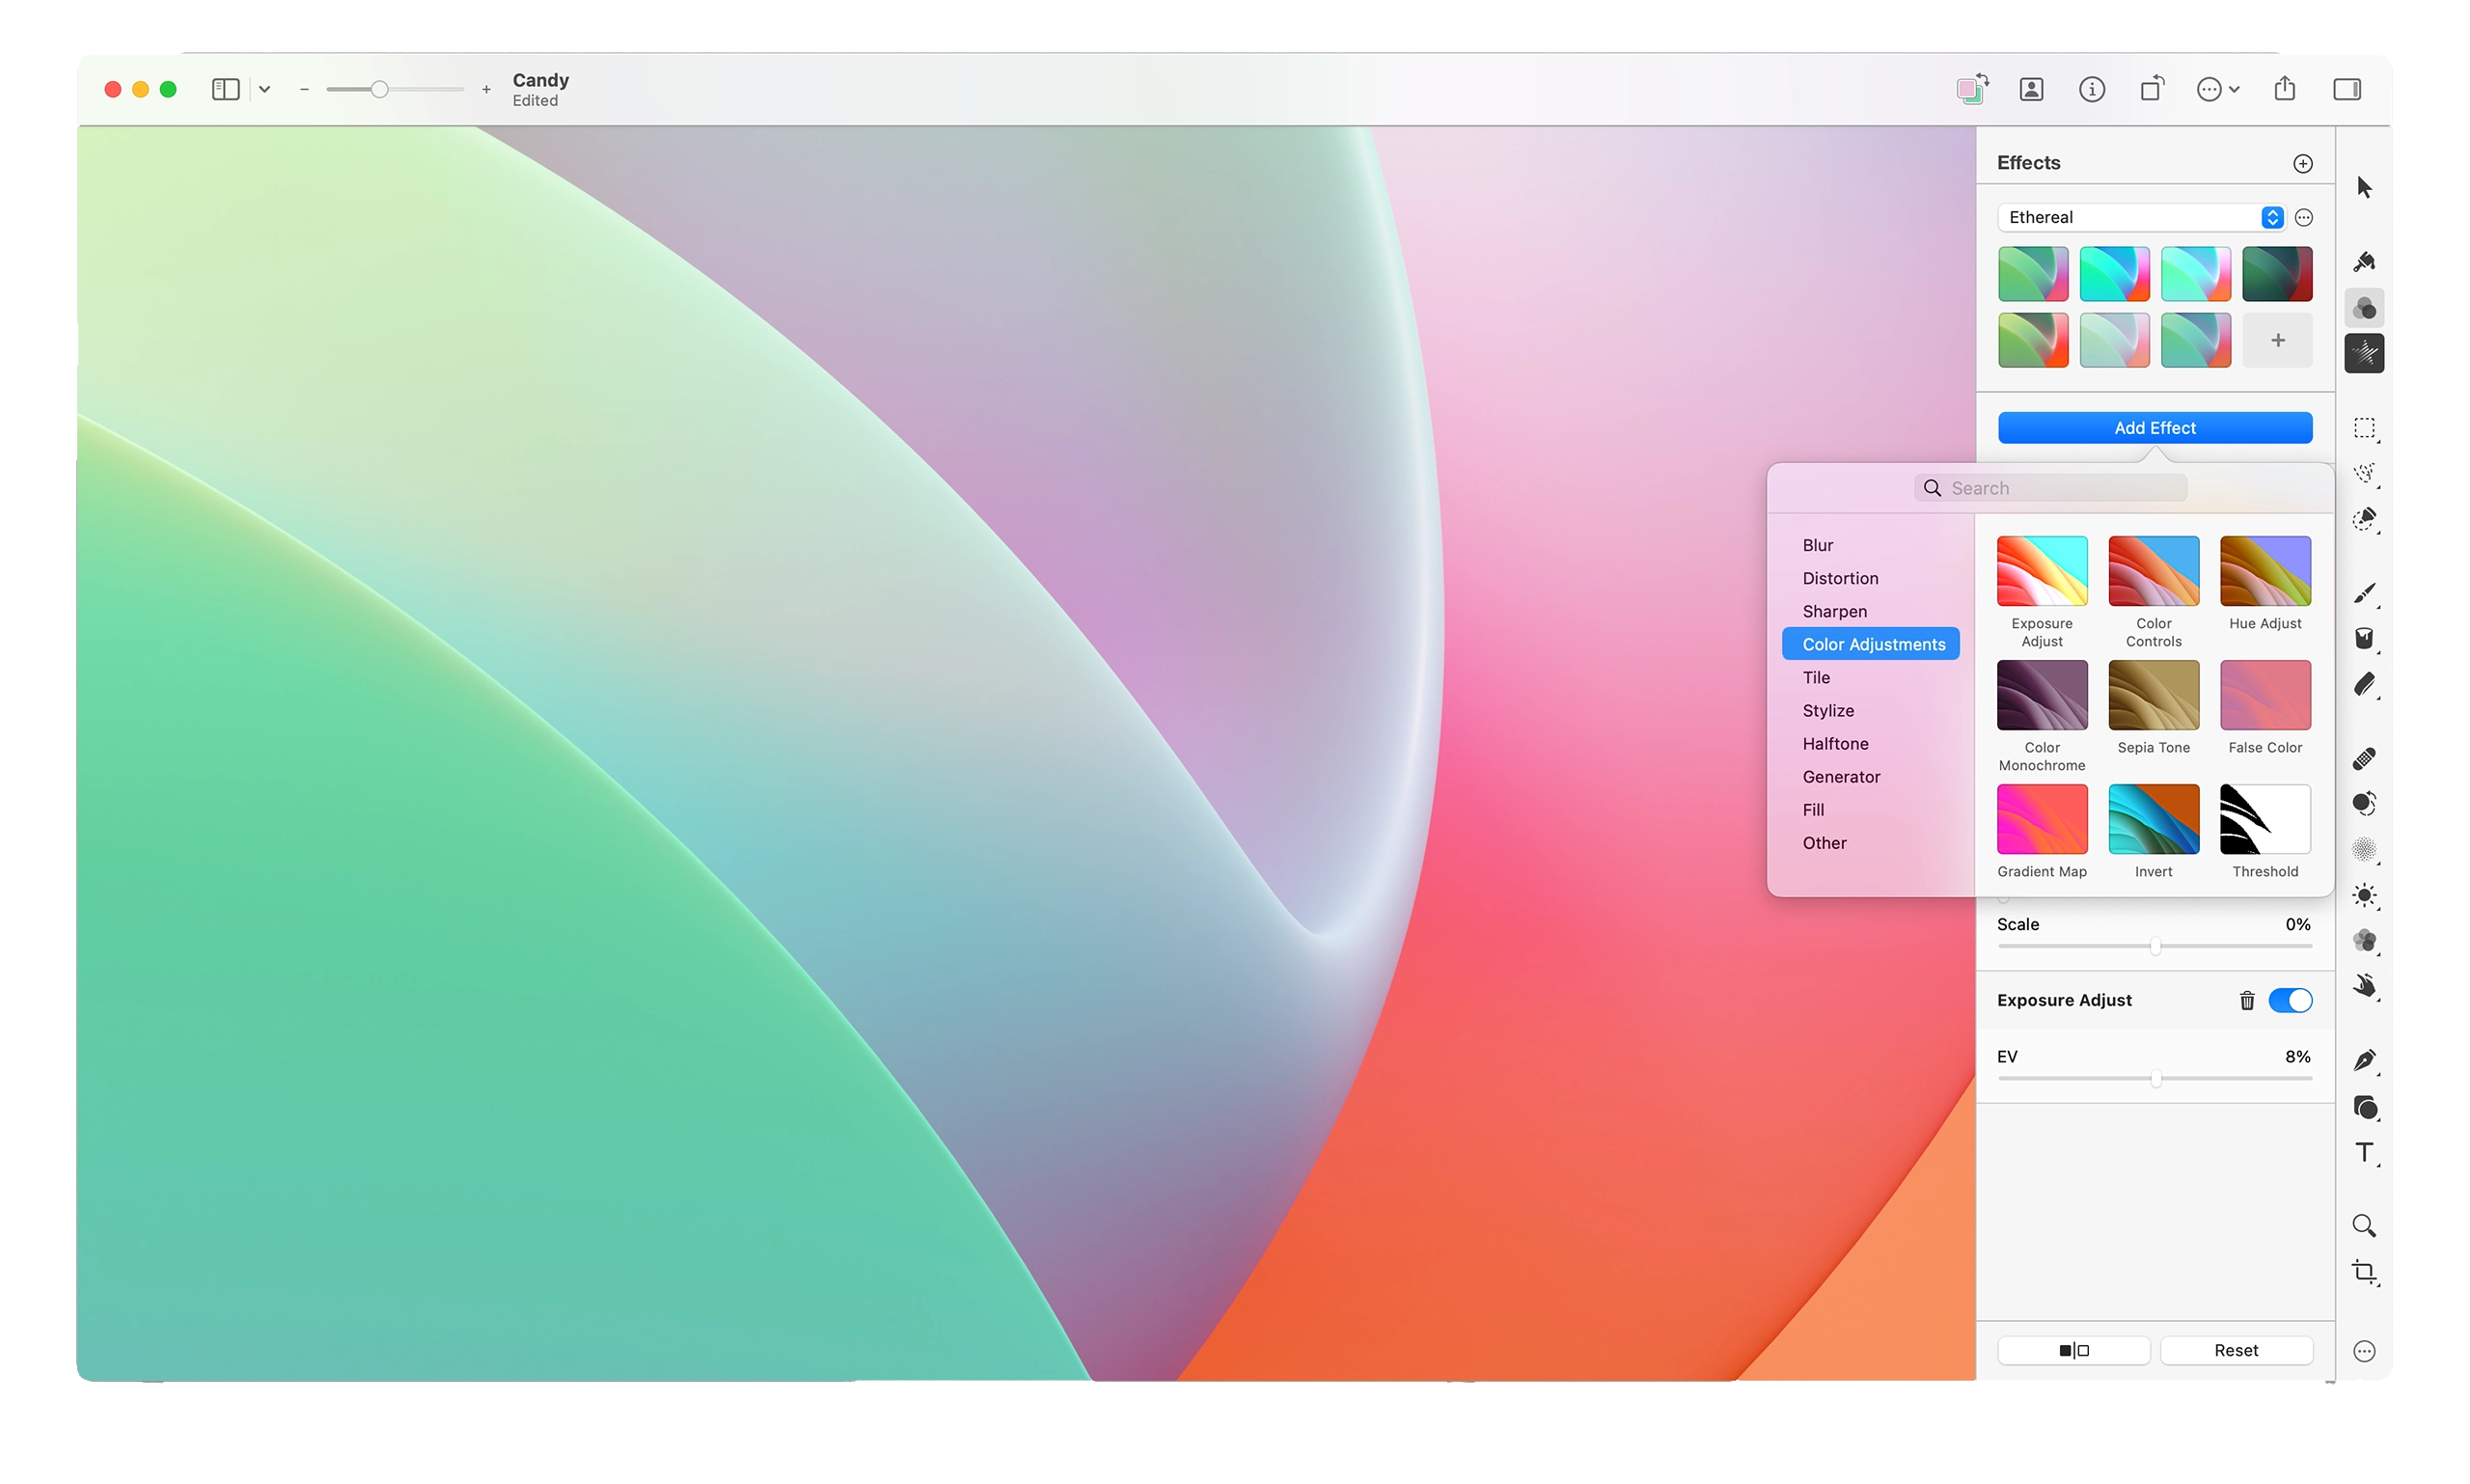 Candy
Edited
Effects
Ethereal
Add Effect
Search
Blur
Distortion
Sharpen
Color Adjustments
Tile
Stylize
Halftone
Generator
Fill
Other
Exposure
Adjust
Color
Controls
Hue Adjust
Color
Monochrome
Sepia Tone
False Color
Gradient Map
Invert
Threshold
Scale 0%
Exposure Adjust
EV 8%
Reset